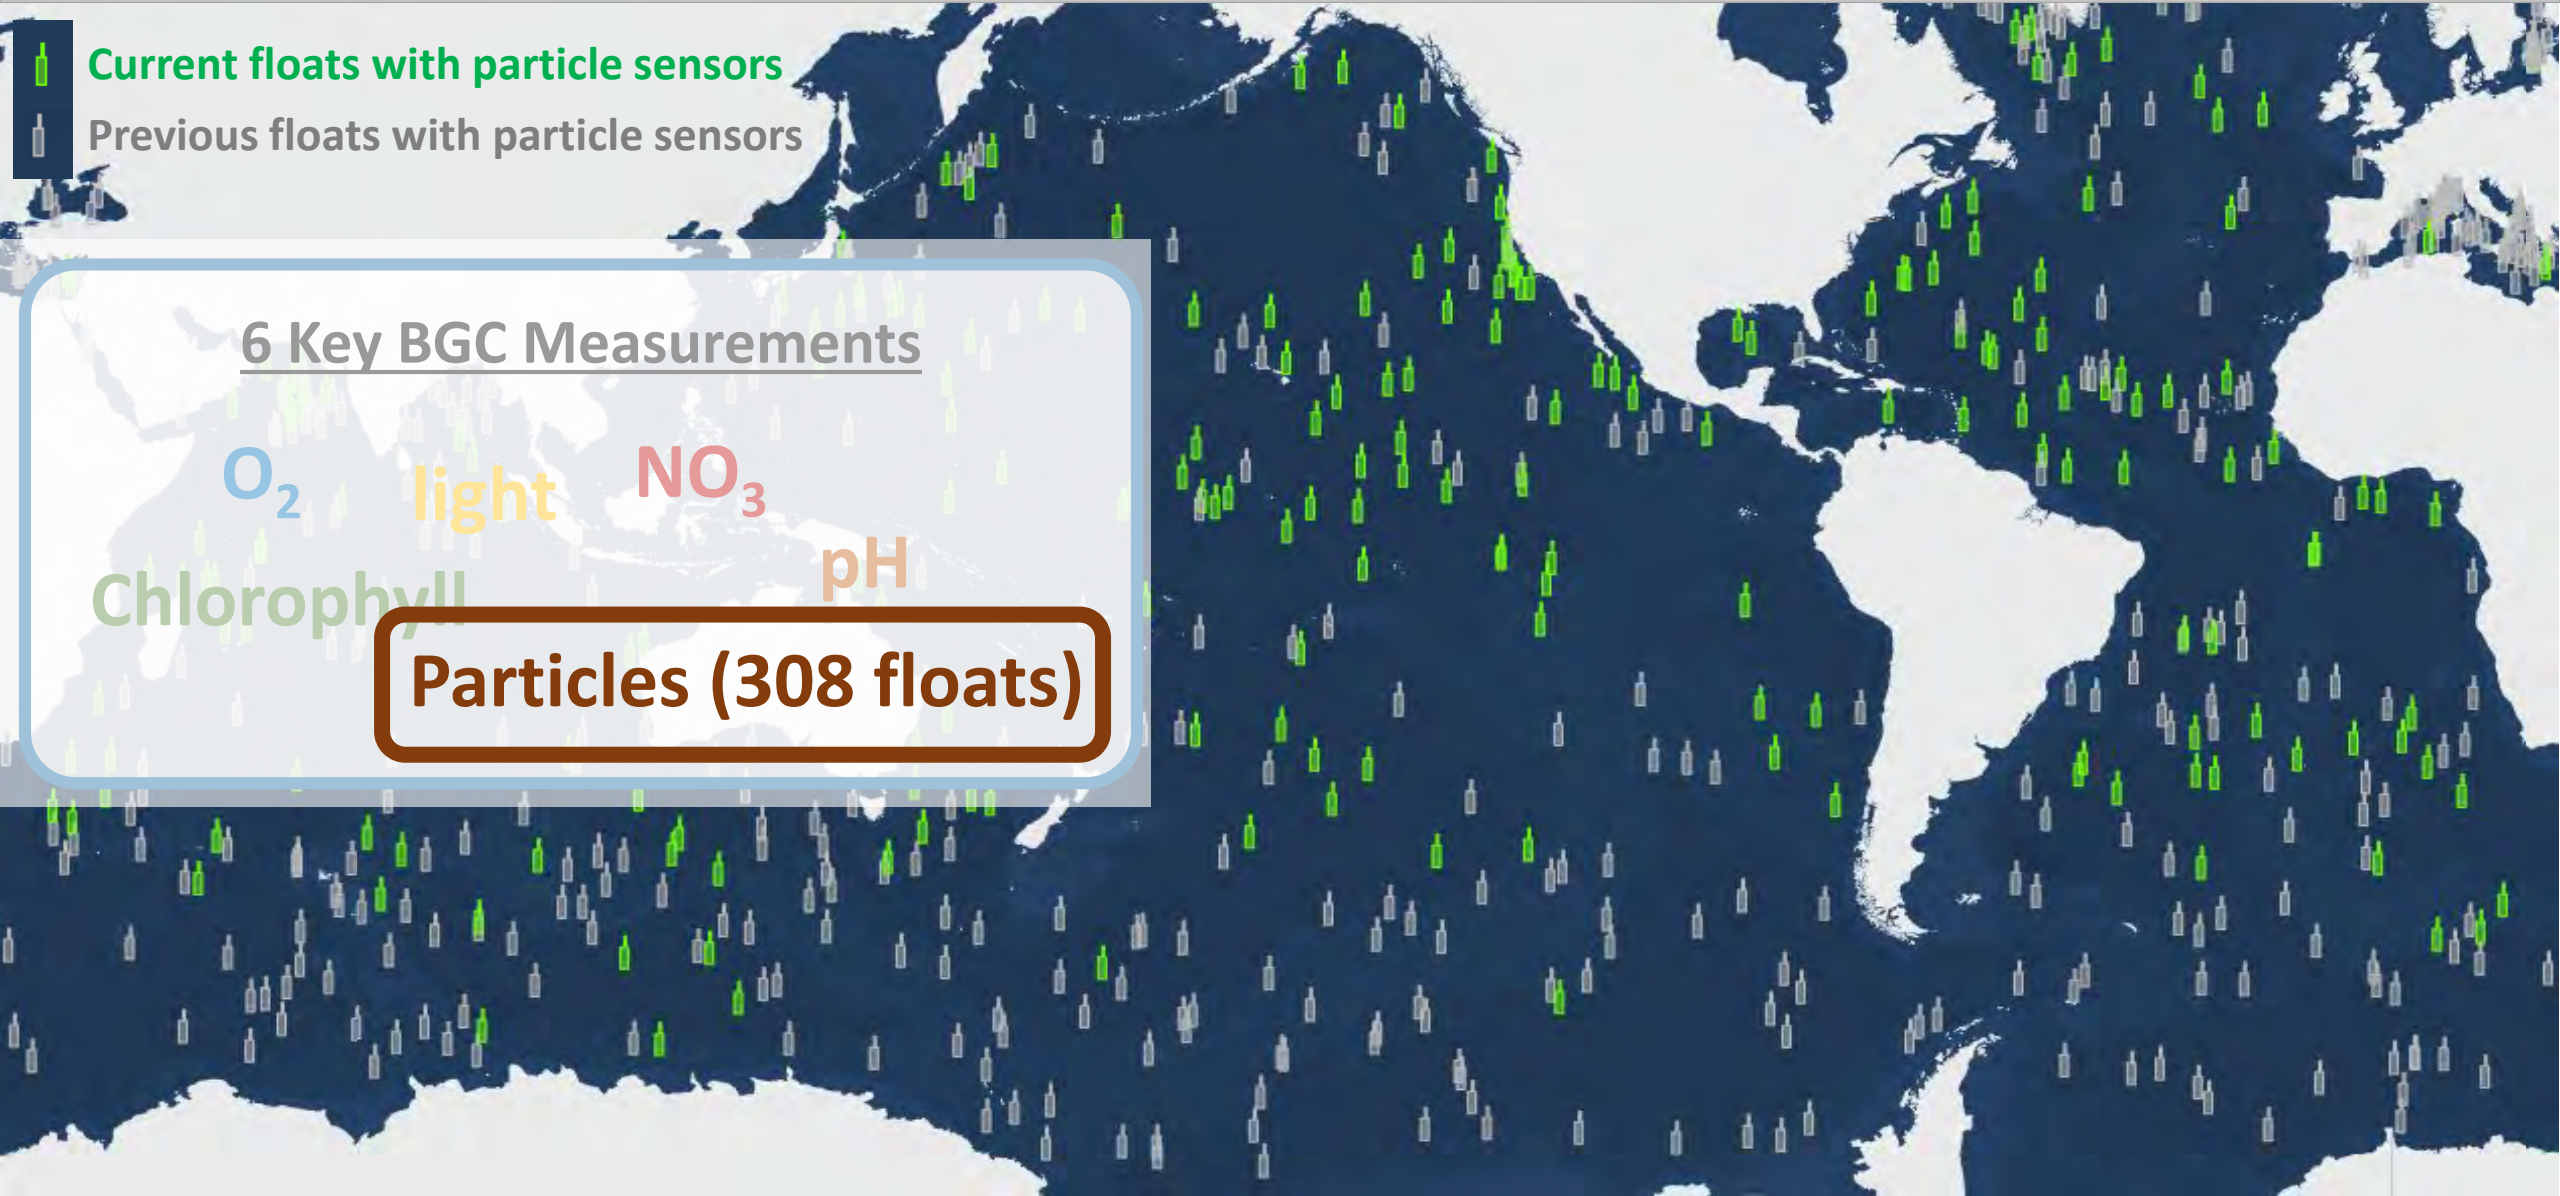 Current floats with particle sensors
Previous floats with particle sensors
6 Key BGC Measurements
O₂ light NO₃
pH
Chlorophyll
Particles (308 floats)